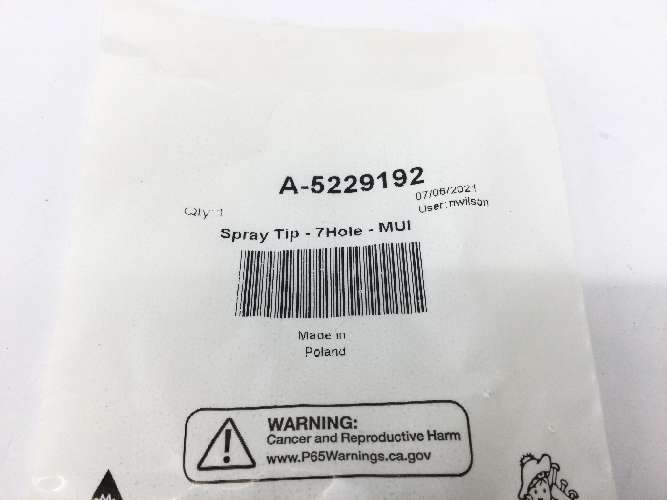 A-5229192
07/06/2021
Qty: 1
User: nwilson
Spray Tip - 7Hole - MUI
Made in
Poland
WARNING:
Cancer and Reproductive Harm
www.P65Warnings.ca.gov